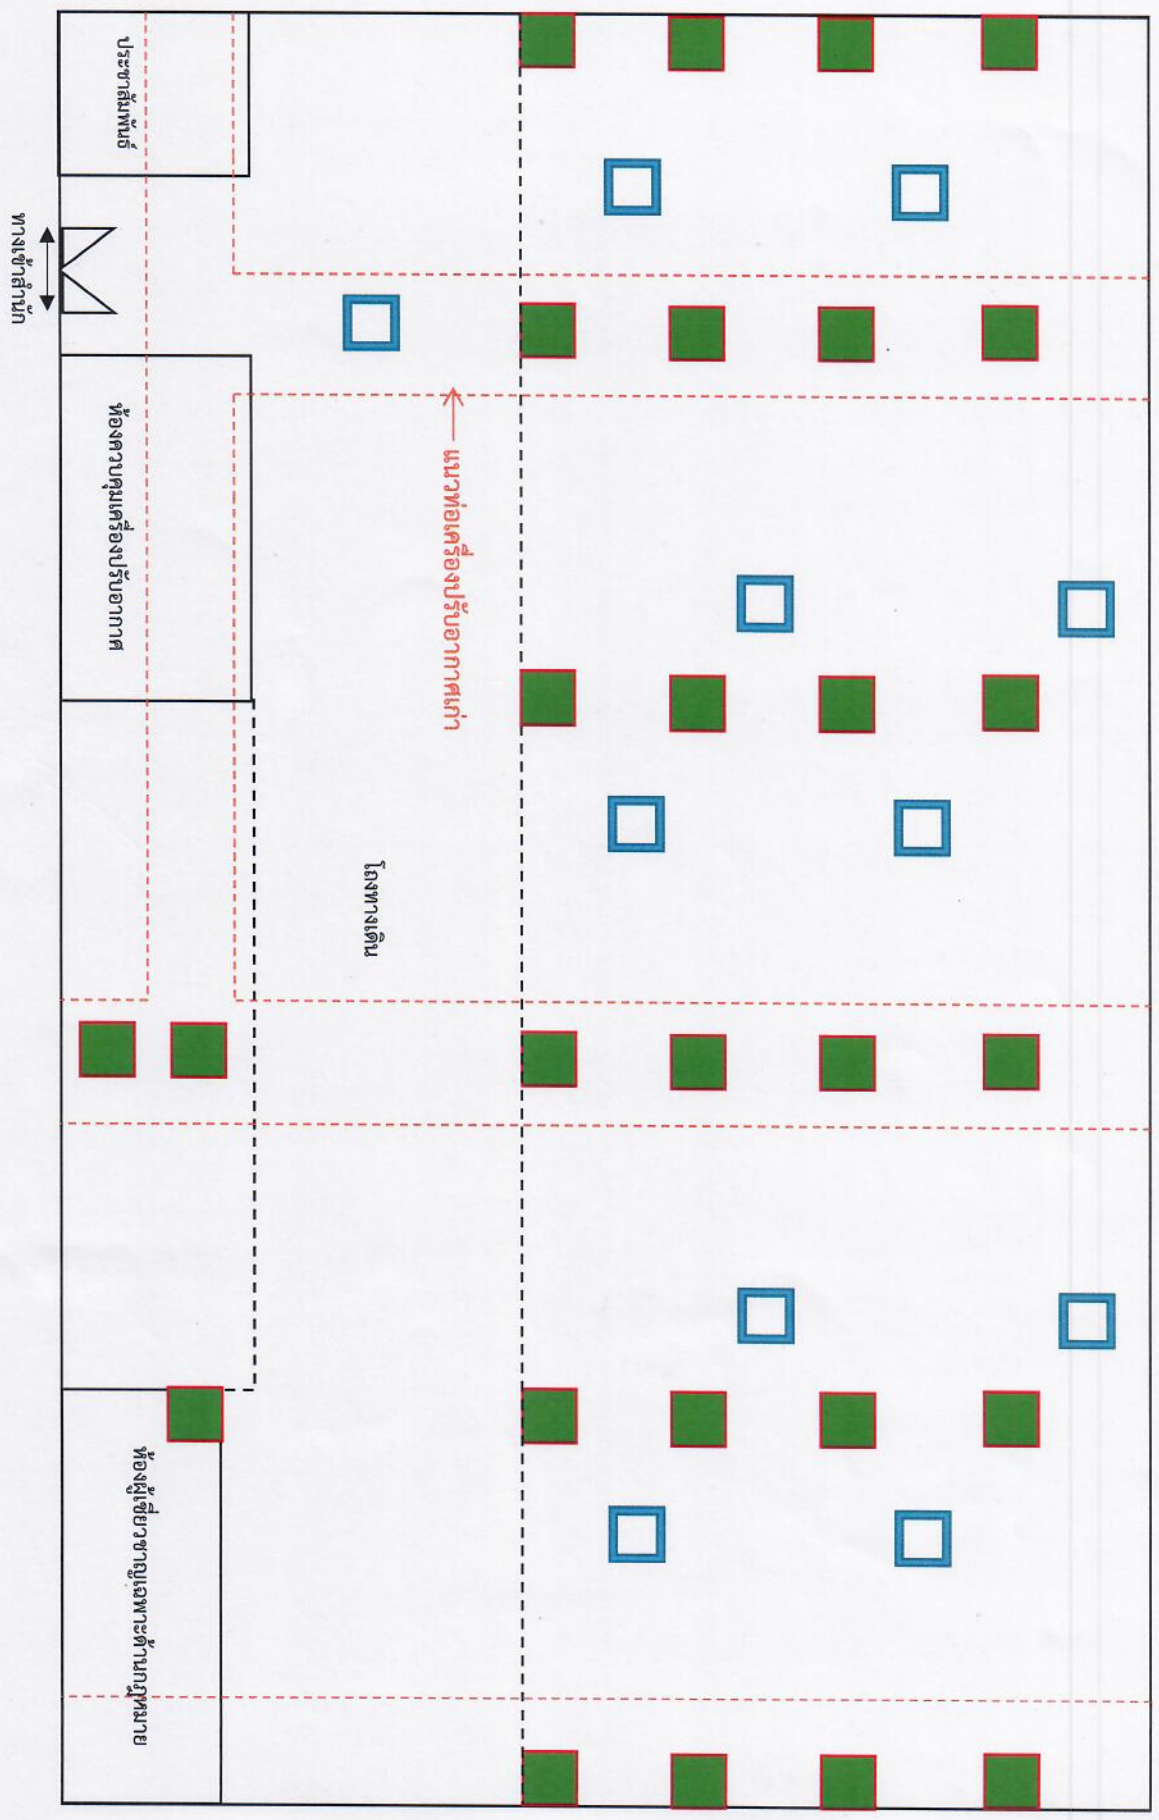 ประชาสัมพันธ์
ทางเข้าสำนัก
ห้องควบคุมเครื่องปรับอากาศ
แนวท่อเครื่องปรับอากาศเก่า
โถงทางเดิน
ห้องผู้เชี่ยวชาญเฉพาะด้านกฎหมาย